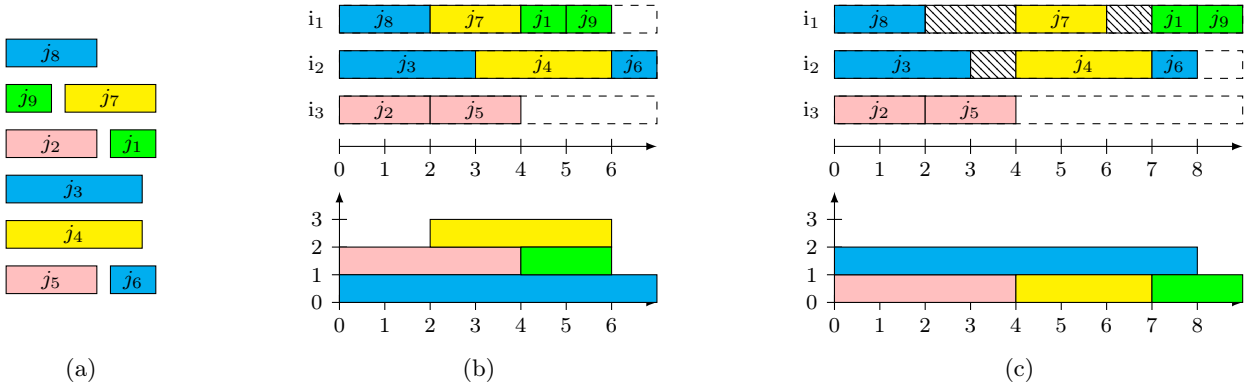 j8
j9 j7
j2 j1
j3
j4
j5 j6
(a)
i1 j8 j7 j1 j9
i2 j3 j4 j6
i3 j2 j5
0 1 2 3 4 5 6
3
2
1
0
0 1 2 3 4 5 6
(b)
i1 j8 j7 j1 j9
i2 j3 j4 j6
i3 j2 j5
0 1 2 3 4 5 6 7 8
3
2
1
0
0 1 2 3 4 5 6 7 8
(c)